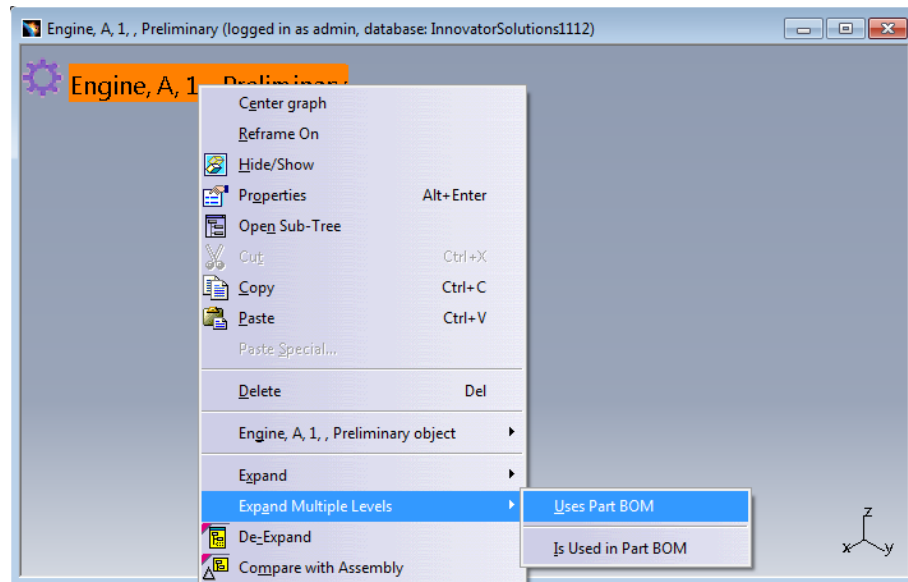 Engine, A, 1, , Preliminary (logged in as admin, database: InnovatorSolutions1112)
Engine, A, 1, , Preliminary
Center graph
Reframe On
Hide/Show
Properties Alt+Enter
Open Sub-Tree
Cut Ctrl+X
Copy Ctrl+C
Paste Ctrl+V
Paste Special...
Delete Del
Engine, A, 1, , Preliminary object
Expand
Expand Multiple Levels
Uses Part BOM
De-Expand
Is Used in Part BOM
Compare with Assembly
z
x
y